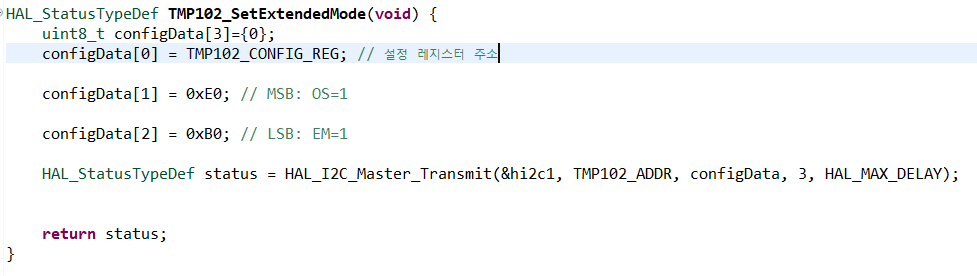 HAL_StatusTypeDef TMP102_SetExtendedMode(void) {
uint8_t configData[3]={0};
configData[0] = TMP102_CONFIG_REG; // 설정 레지스터 주소
configData[1] = 0xE0; // MSB: OS=1
configData[2] = 0xB0; // LSB: EM=1
HAL_StatusTypeDef status = HAL_I2C_Master_Transmit(&hi2c1, TMP102_ADDR, configData, 3, HAL_MAX_DELAY);
return status;
}